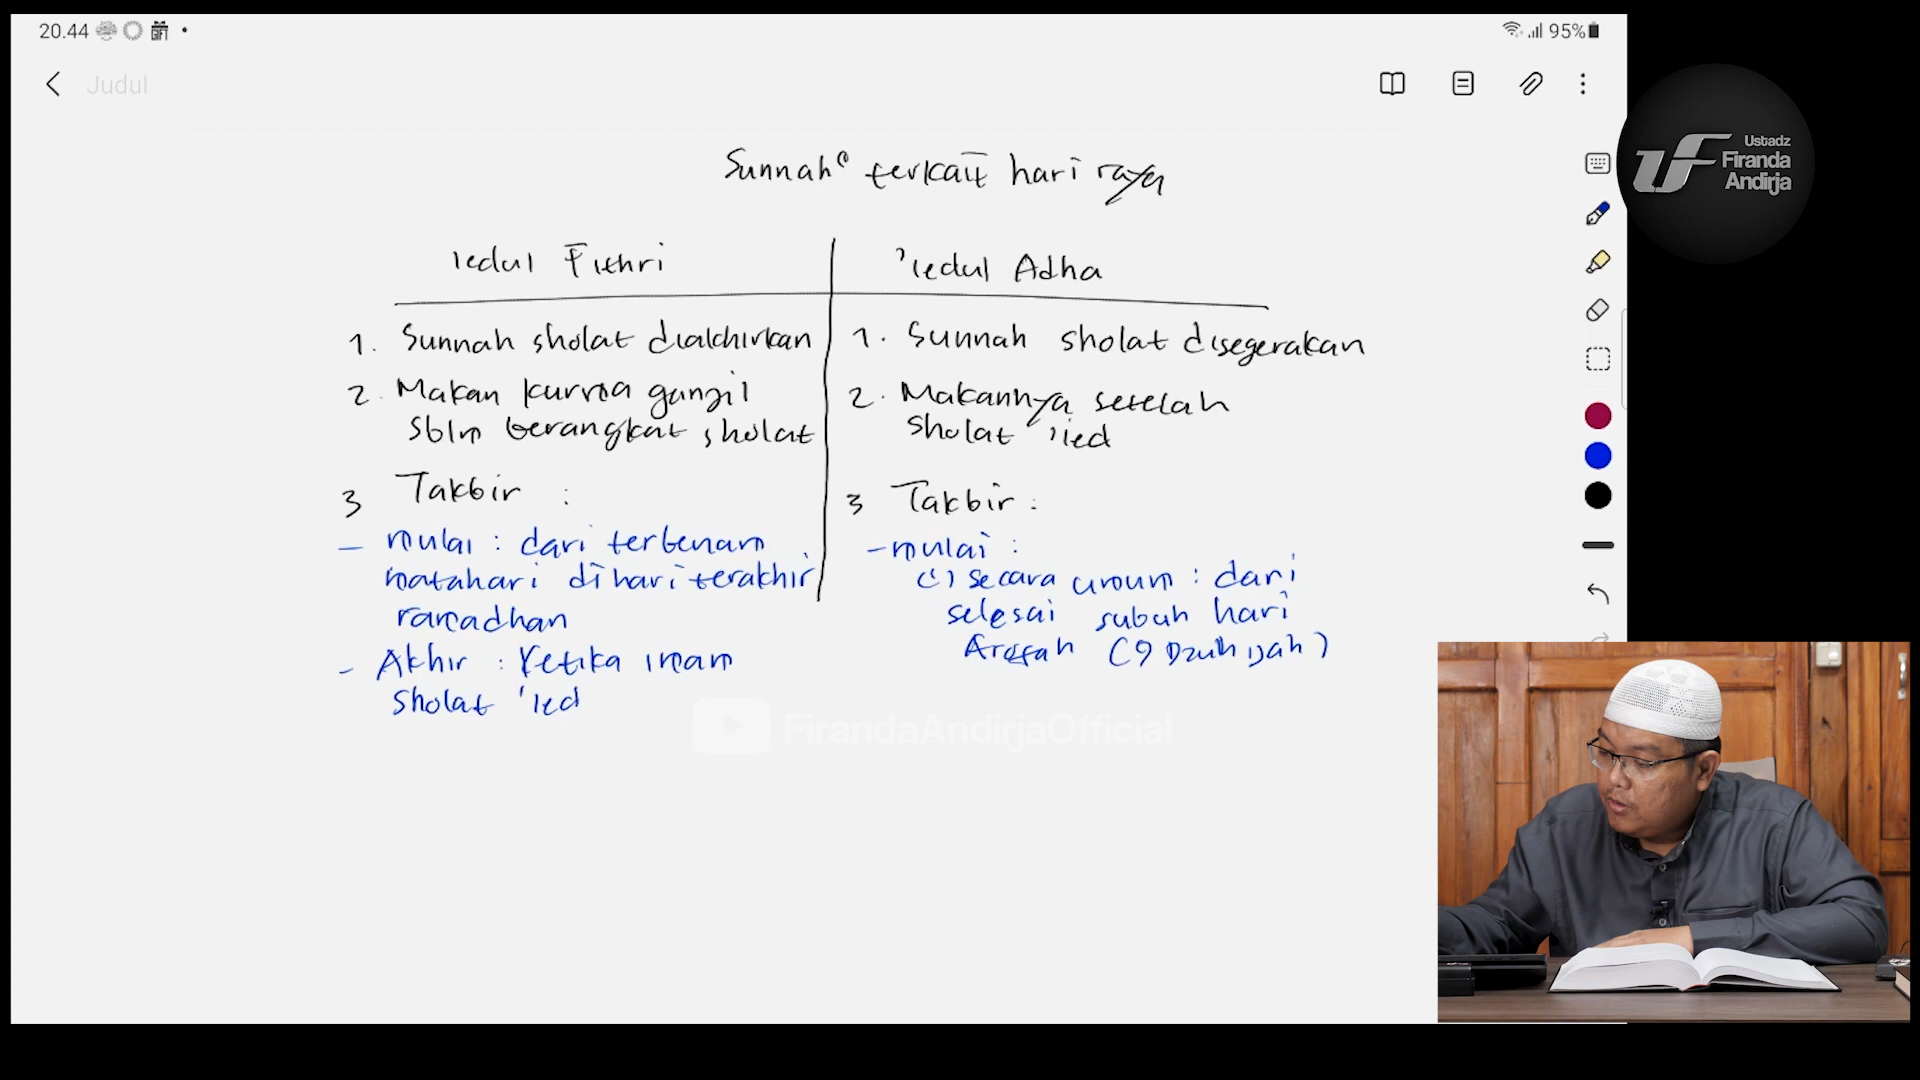 20.44
95%
Judul
Ustadz
Firanda
Andirja
Sunnah² terkait hari raya
'Iedul Fithri
'Iedul Adha
1. Sunnah sholat diakhirkan
2. Makan kurma ganjil
sblm berangkat sholat
3 Takbir :
- mulai : dari terbenam
matahari di hari terakhir
ramadhan
- Akhir : Ketika imam
sholat 'ied
1. Sunnah sholat disegerakan
2. Makannya setelah
sholat 'ied
3 Takbir :
- mulai :
(1) secara umum : dari
selesai subuh hari
Arafah (9 Dzulhijjah)
FirandaAndirjaOfficial